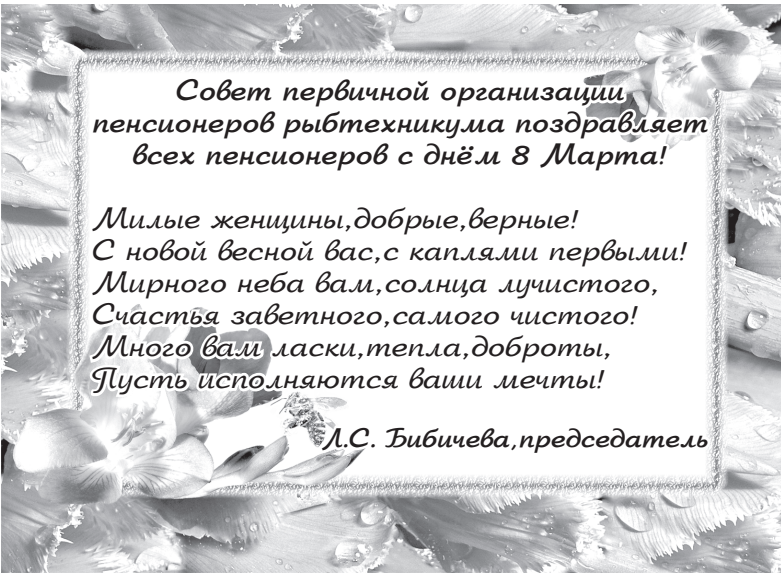 Совет первичной организации
пенсионеров рыбтехникума поздравляет
всех пенсионеров с днём 8 Марта!
Милые женщины,добрые,верные!
С новой весной вас,с каплями первыми!
Мирного неба вам,солнца лучистого,
Счастья заветного,самого чистого!
Много вам ласки,тепла,доброты,
Пусть исполняются ваши мечты!
Л.С. Бибичева,председатель